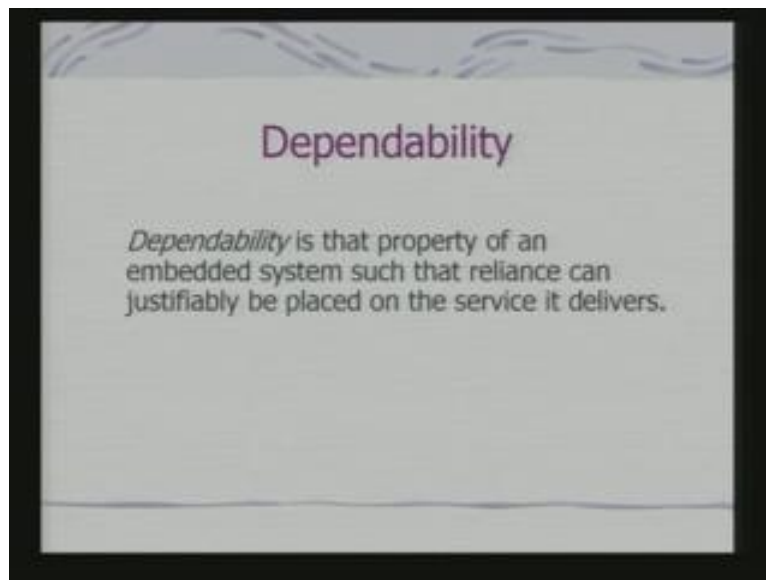 Dependability
Dependability is that property of an
embedded system such that reliance can
justifiably be placed on the service it delivers.